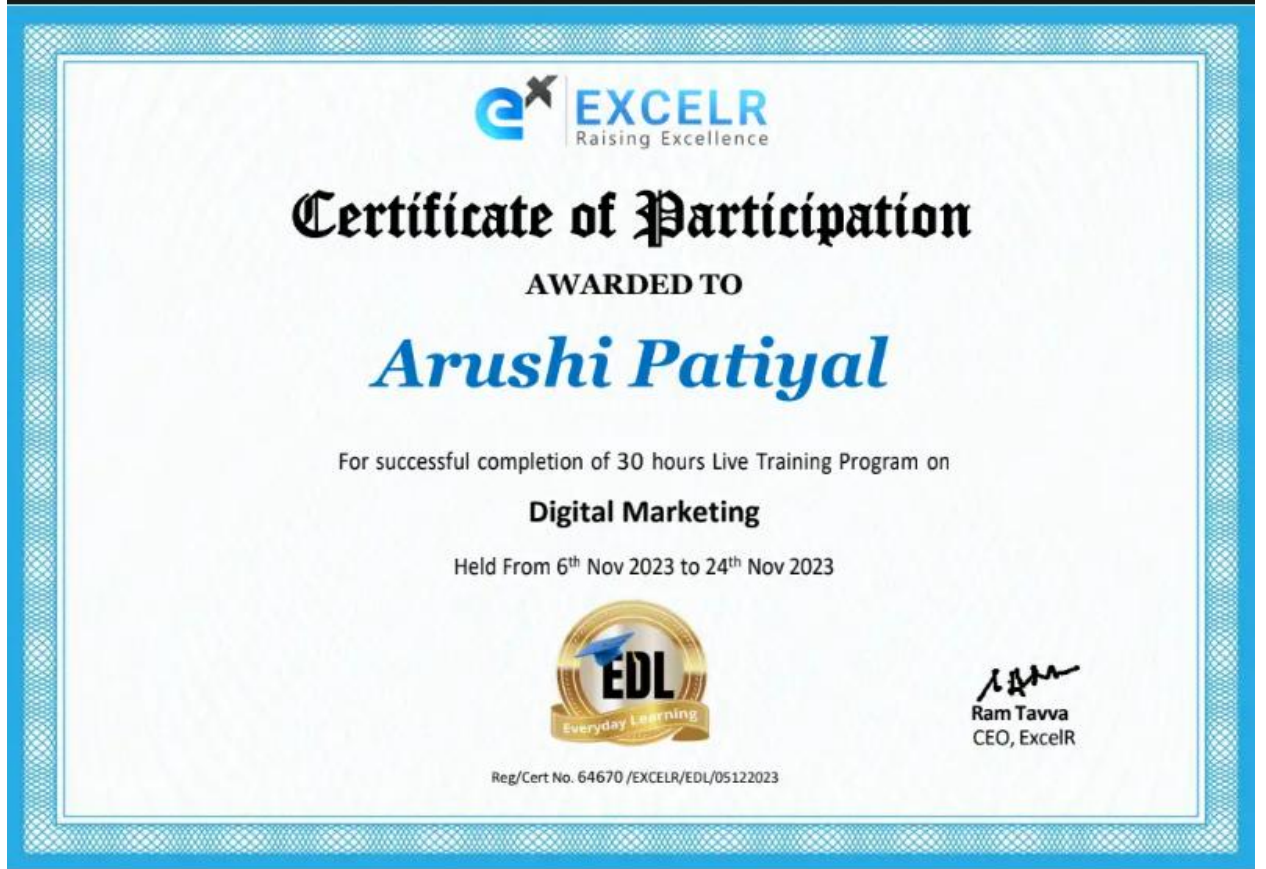 ex EXCELR
Raising Excellence
Certificate of Participation
AWARDED TO
Arushi Patiyal
For successful completion of 30 hours Live Training Program on
Digital Marketing
Held From 6th Nov 2023 to 24th Nov 2023
EDL
Everyday Learning
Ram Tavva
CEO, ExcelR
Reg/Cert No. 64670 /EXCELR/EDL/05122023